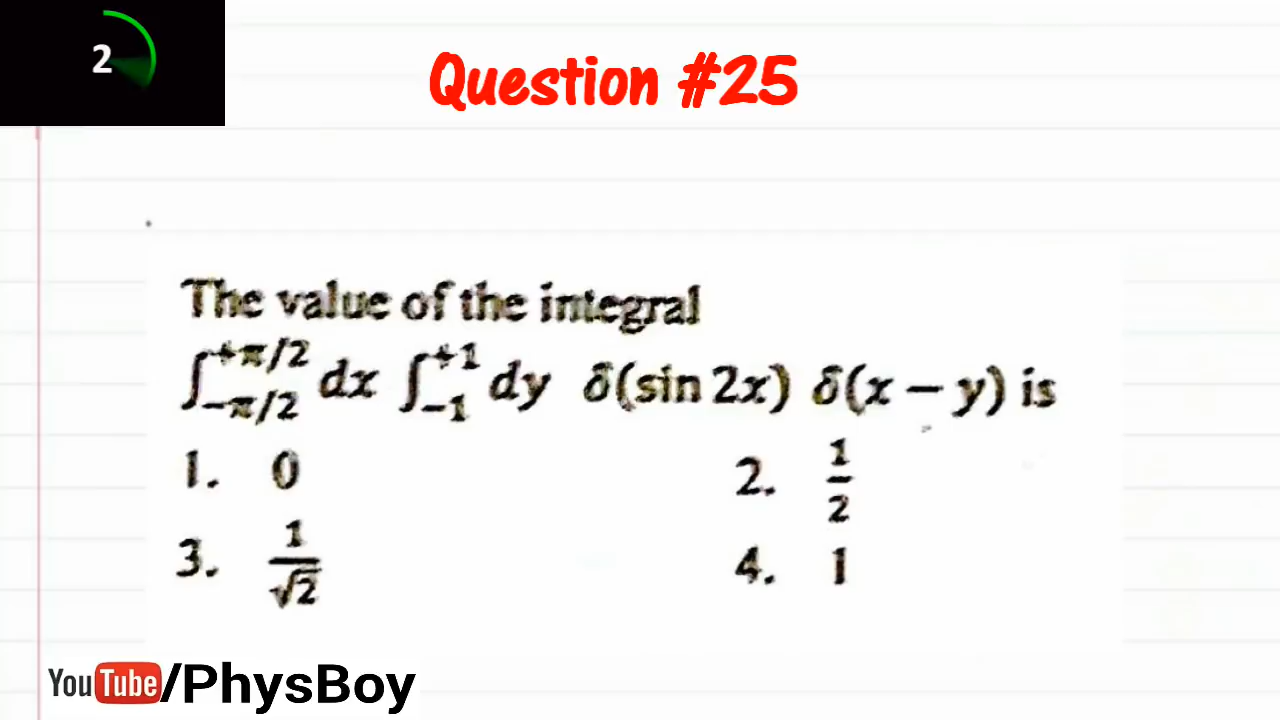 2
Question #25
The value of the integral
∫_{-π/2}^{+π/2} dx ∫_{-1}^{+1} dy δ(sin 2x) δ(x − y) is
1. 0
2. 1/2
3. 1/√2
4. 1
YouTube/PhysBoy